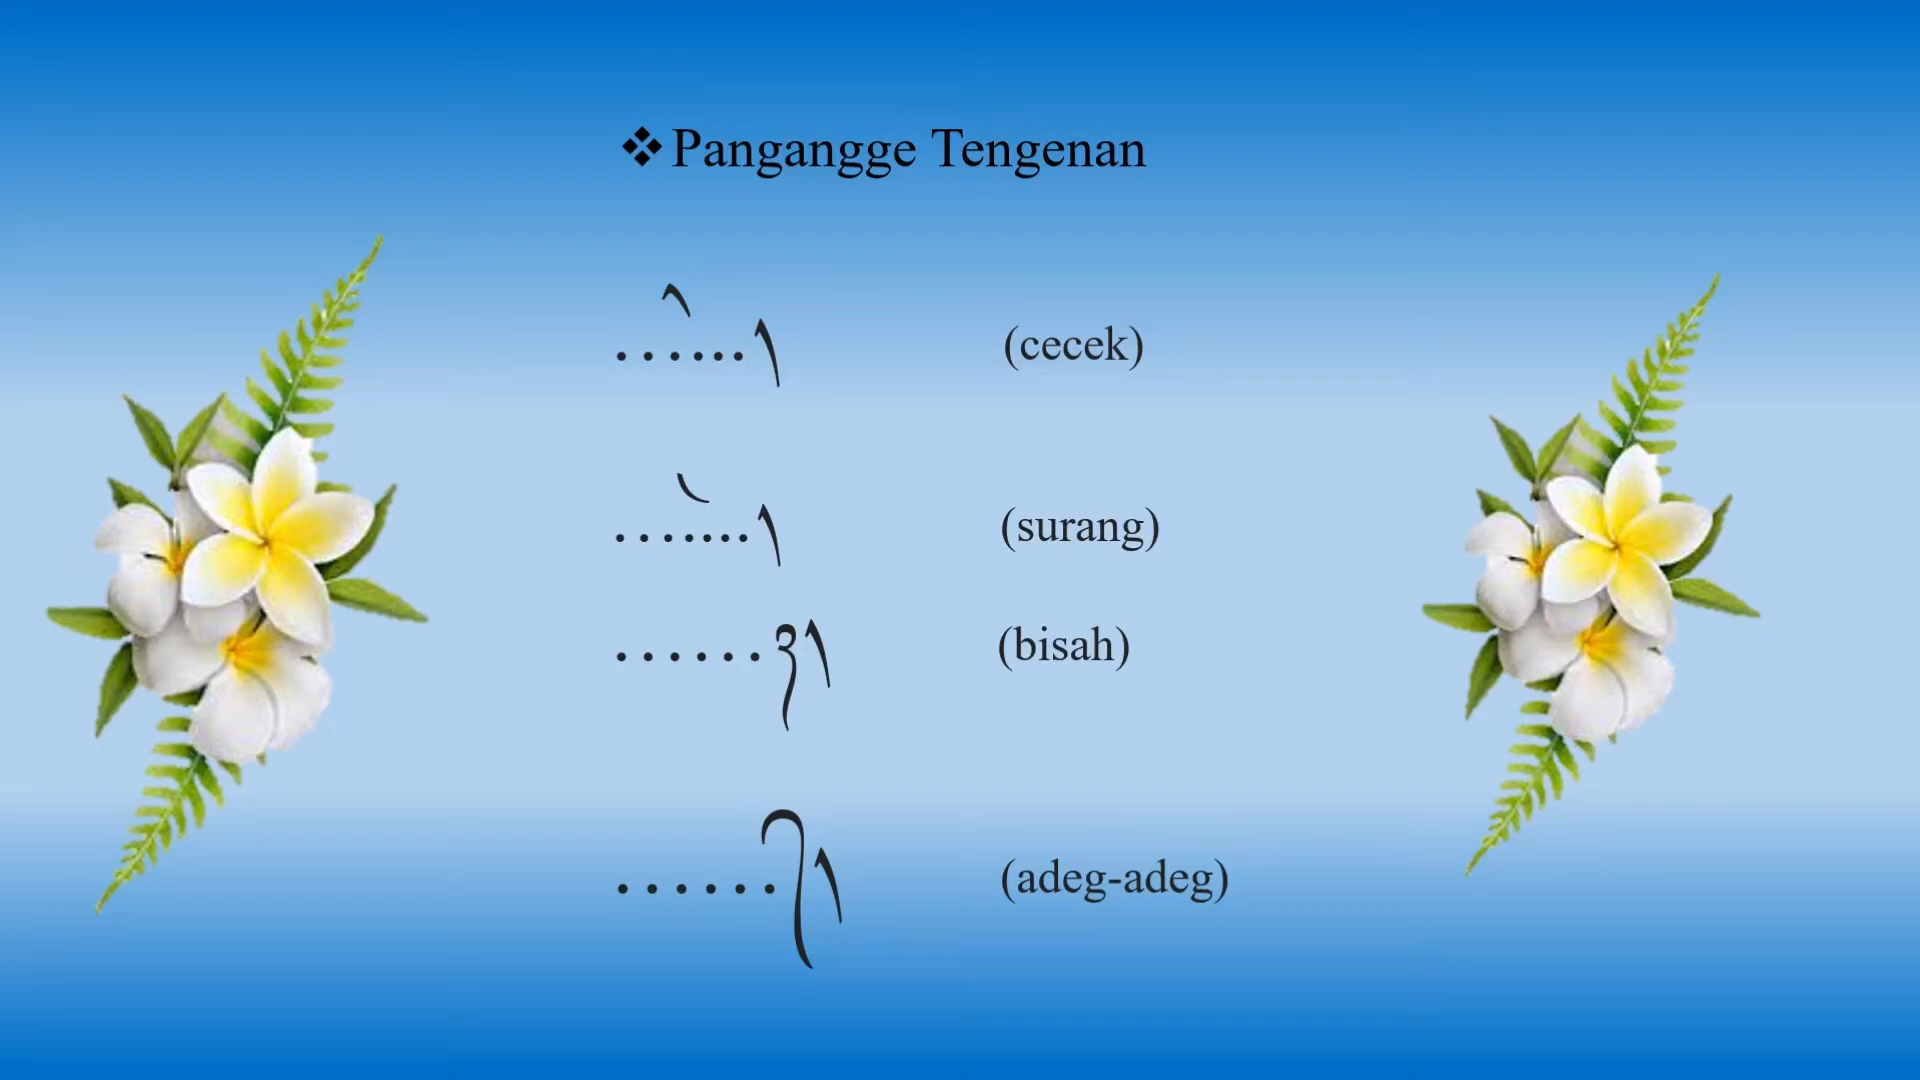 ❖ Pangangge Tengenan
......ᬂ᭞ (cecek)
.......ᬃ᭞ (surang)
......ᬄ᭞ (bisah)
......᭄᭞ (adeg-adeg)